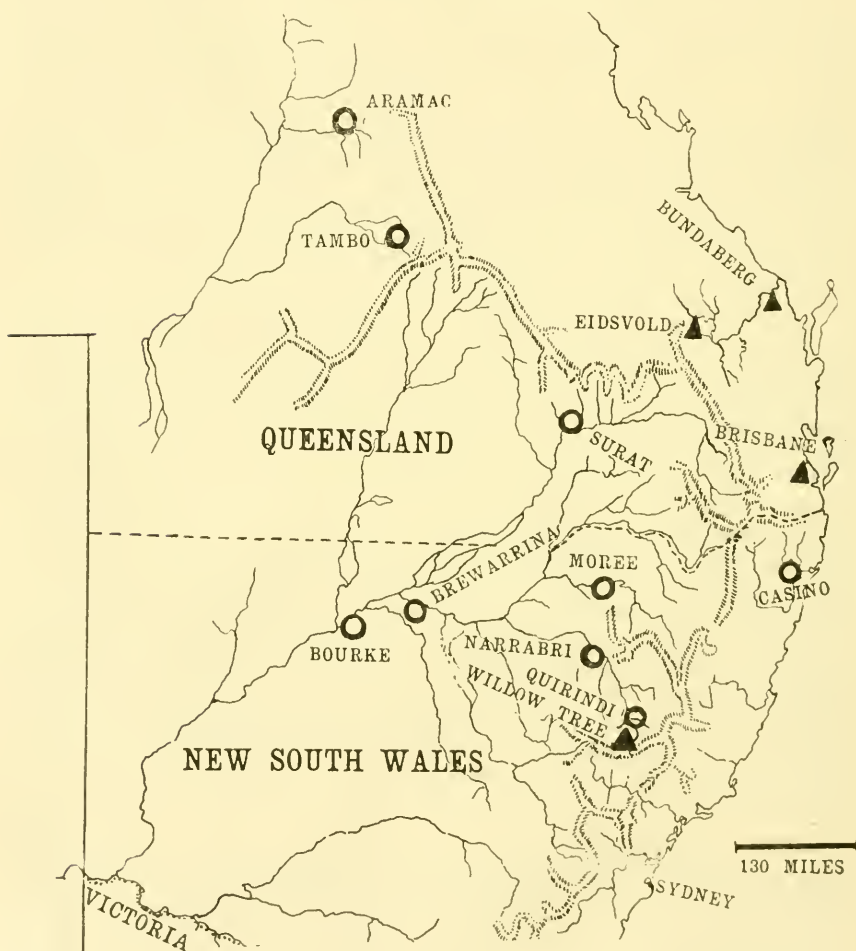 ARAMAC
TAMBO
BUNDABERG
EIDSVOLD
QUEENSLAND
SURAT
BRISBANE
BREWARRINA
MOREE
CASINO
BOURKE
NARRABRI
QUIRINDI
WILLOW TREE
NEW SOUTH WALES
130 MILES
SYDNEY
VICTORIA